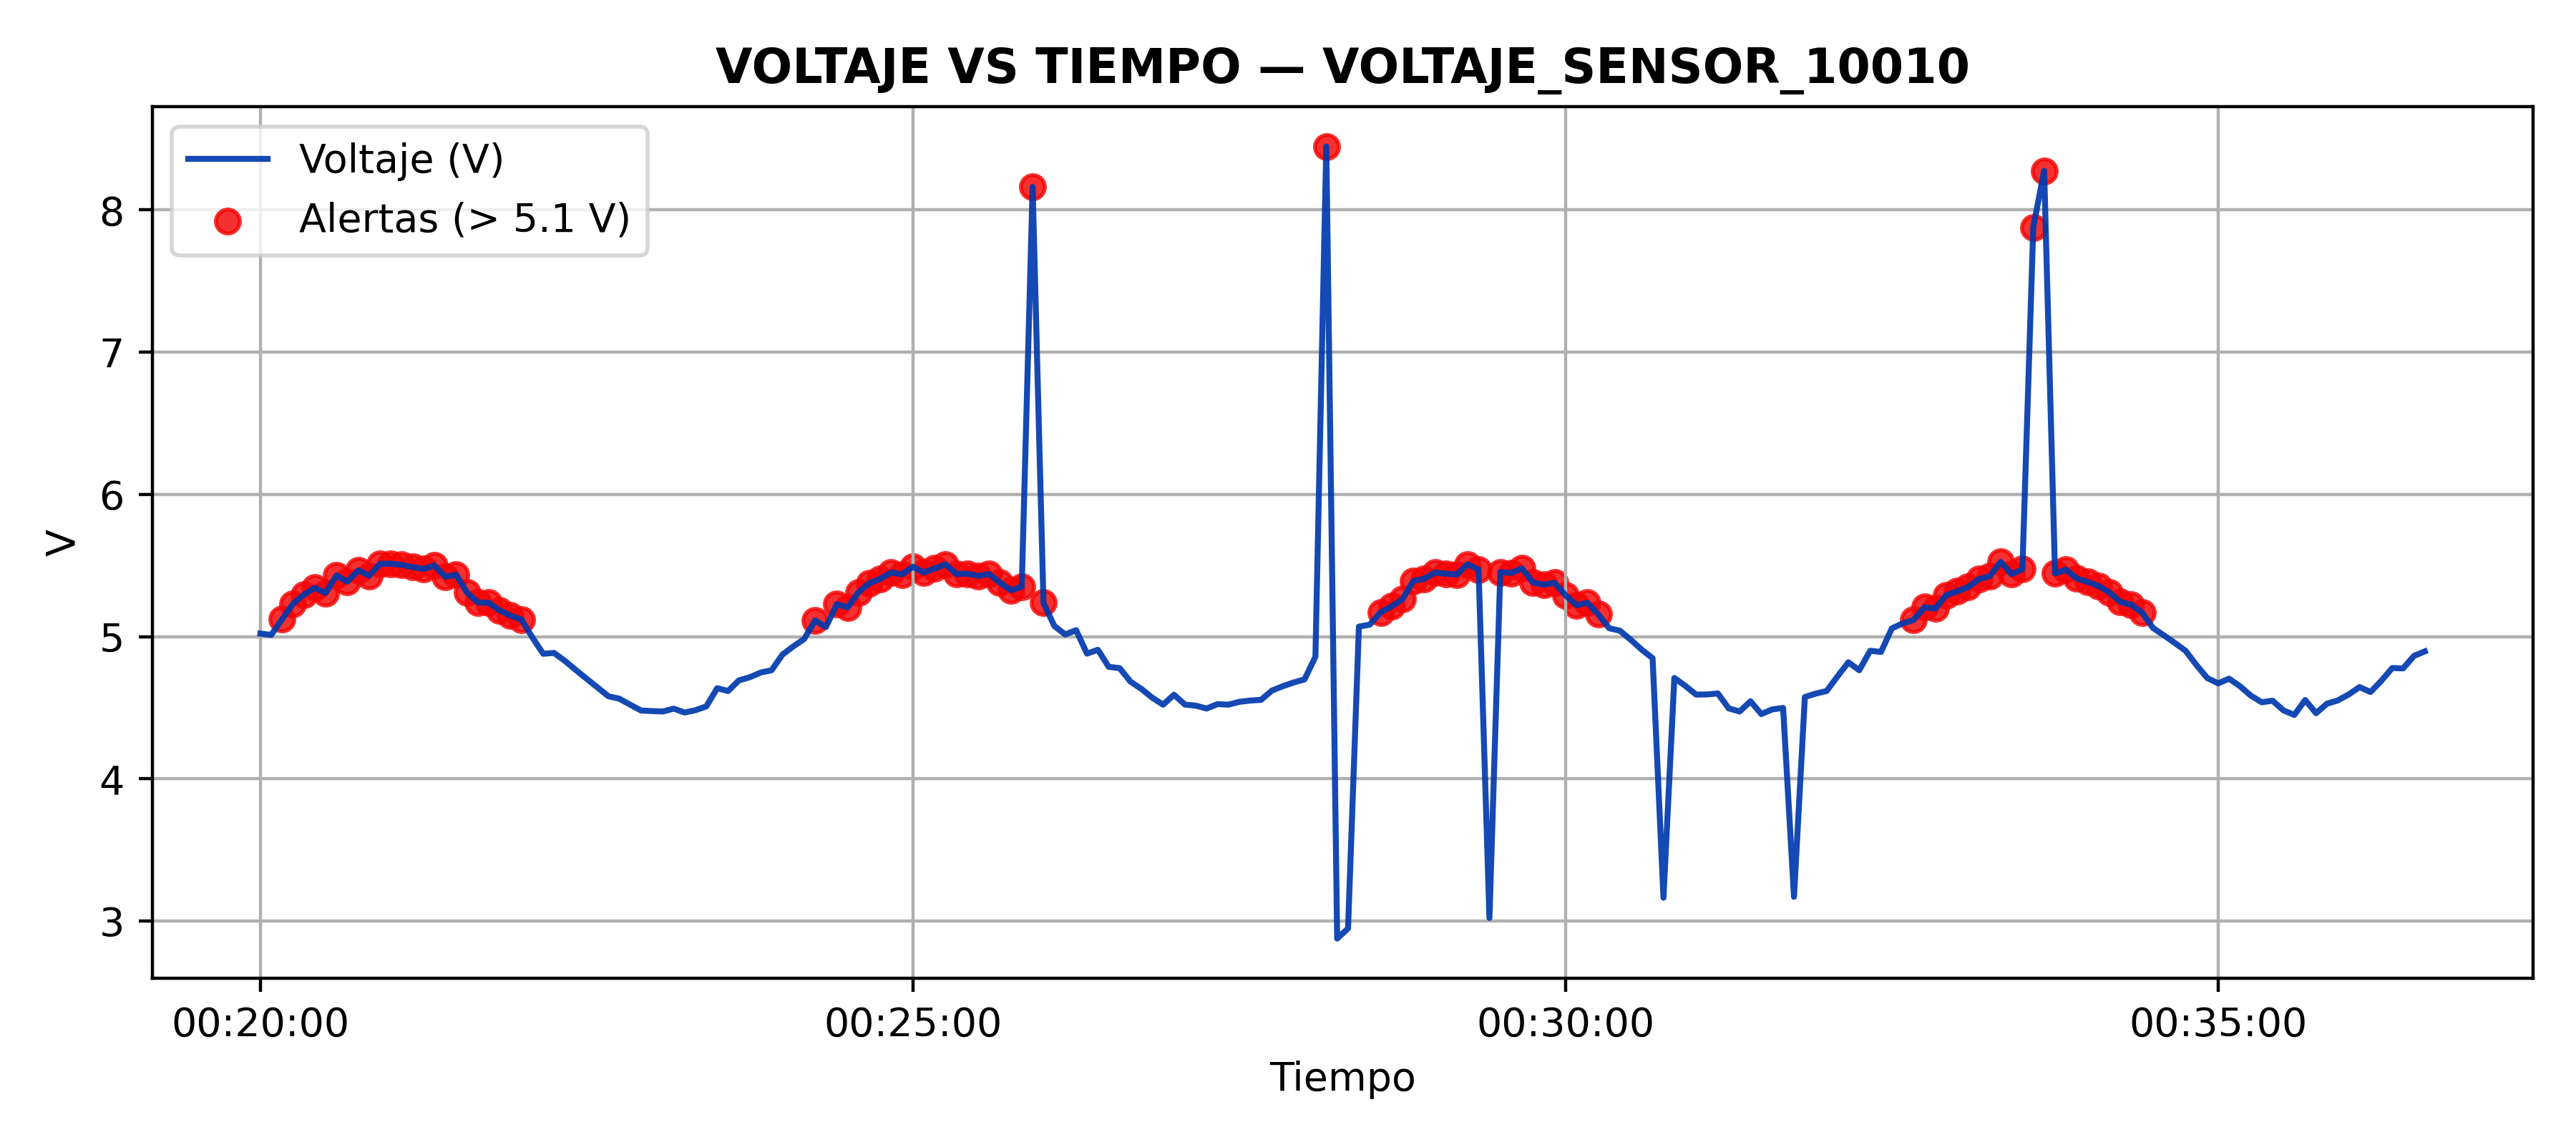 VOLTAJE VS TIEMPO — VOLTAJE_SENSOR_10010
Voltaje (V)
Alertas (> 5.1 V)
8
7
6
5
4
3
V
00:20:00
00:25:00
00:30:00
00:35:00
Tiempo